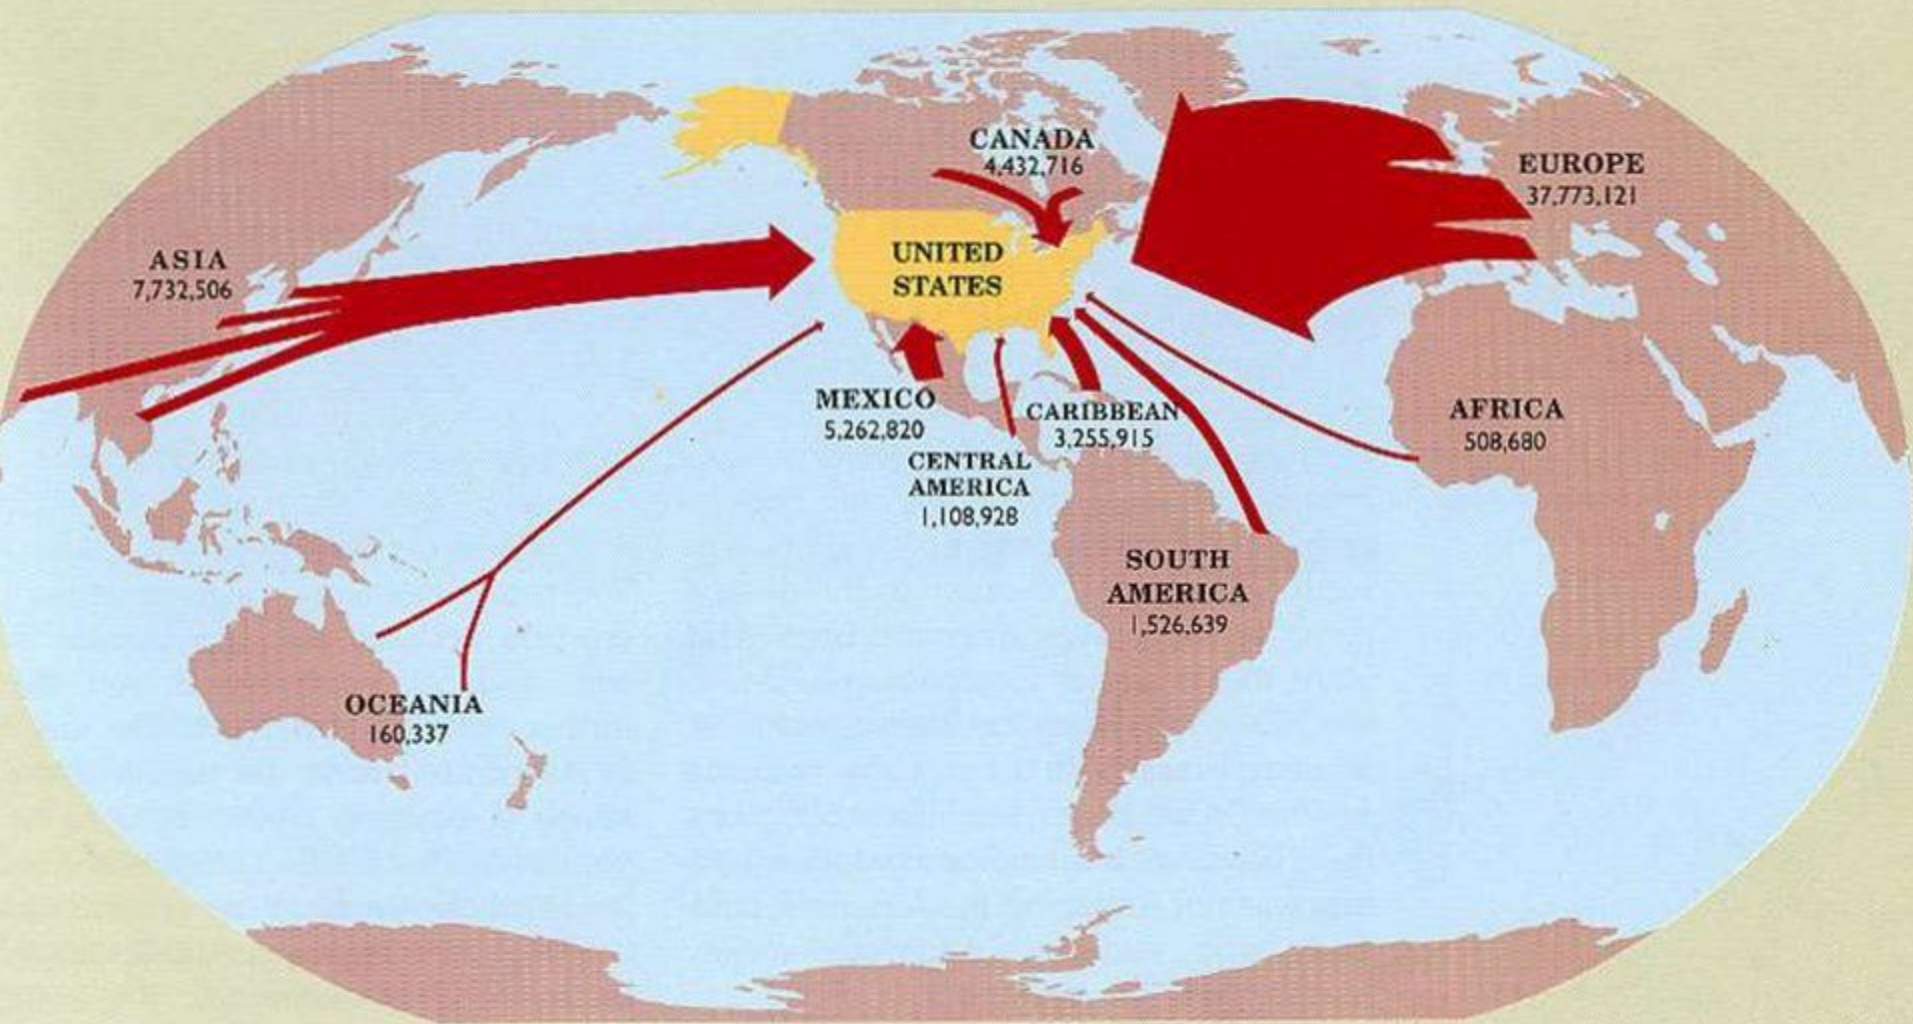 CANADA
4,432,716
EUROPE
37,773,121
ASIA
7,732,506
UNITED
STATES
MEXICO
5,262,820
CARIBBEAN
3,255,915
AFRICA
508,680
CENTRAL
AMERICA
1,108,928
SOUTH
AMERICA
1,526,639
OCEANIA
160,337